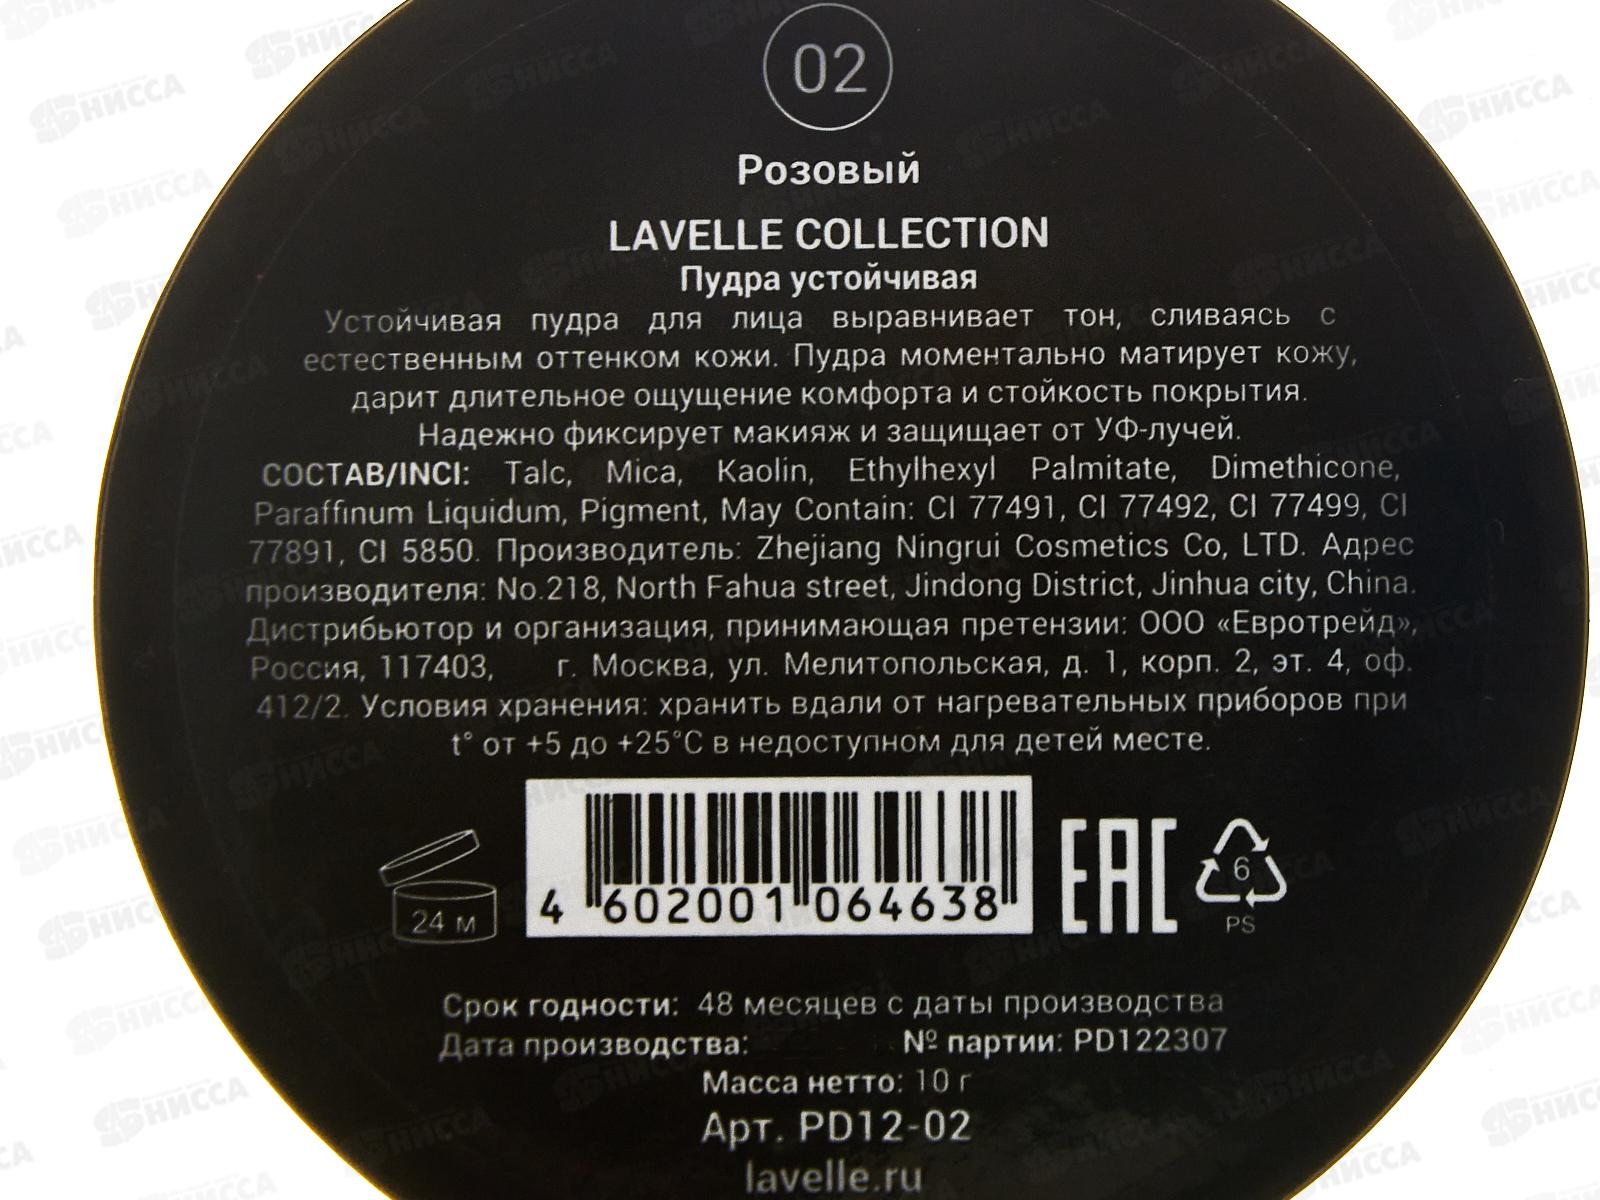 02
Розовый
LAVELLE COLLECTION
Пудра устойчивая
Устойчивая пудра для лица выравнивает тон, сливаясь с
естественным оттенком кожи. Пудра моментально матирует кожу,
дарит длительное ощущение комфорта и стойкость покрытия.
Надежно фиксирует макияж и защищает от УФ-лучей.
СОСТАВ/INCI: Talc, Mica, Kaolin, Ethylhexyl Palmitate, Dimethicone,
Paraffinum Liquidum, Pigment, May Contain: CI 77491, CI 77492, CI 77499, CI
77891, CI 5850. Производитель: Zhejiang Ningrui Cosmetics Co, LTD. Адрес
производителя: No.218, North Fahua street, Jindong District, Jinhua city, China.
Дистрибьютор и организация, принимающая претензии: ООО «Евротрейд»,
Россия, 117403, г. Москва, ул. Мелитопольская, д. 1, корп. 2, эт. 4, оф.
412/2. Условия хранения: хранить вдали от нагревательных приборов при
t° от +5 до +25°C в недоступном для детей месте.
24 м
4 602001 064638
EAC
6
PS
Срок годности: 48 месяцев с даты производства
Дата производства: № партии: PD122307
Масса нетто: 10 г
Арт. PD12-02
lavelle.ru
НИССА